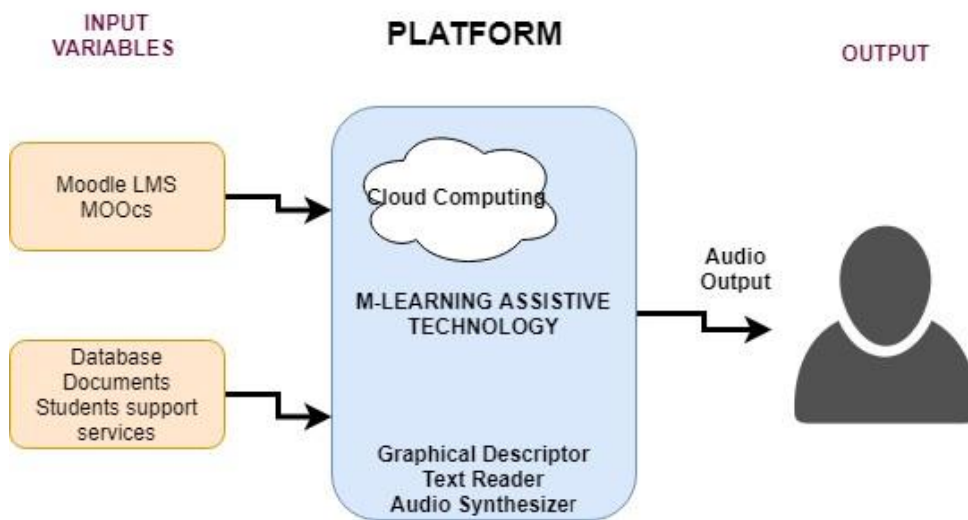 INPUT
VARIABLES
PLATFORM
OUTPUT
Moodle LMS
MOOcs
Database
Documents
Students support
services
Cloud Computing
M-LEARNING ASSISTIVE
TECHNOLOGY
Graphical Descriptor
Text Reader
Audio Synthesizer
Audio
Output